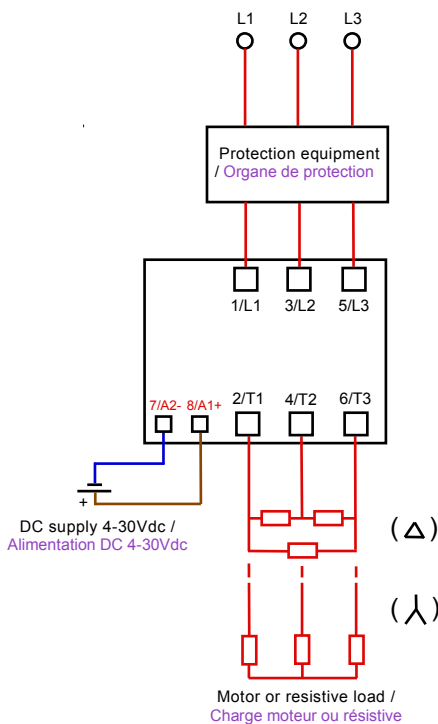 L1 L2 L3
Protection equipment
/ Organe de protection
1/L1 3/L2 5/L3
7/A2- 8/A1+ 2/T1 4/T2 6/T3
+
DC supply 4-30Vdc /
Alimentation DC 4-30Vdc
(Δ)
(⅄)
Motor or resistive load /
Charge moteur ou résistive